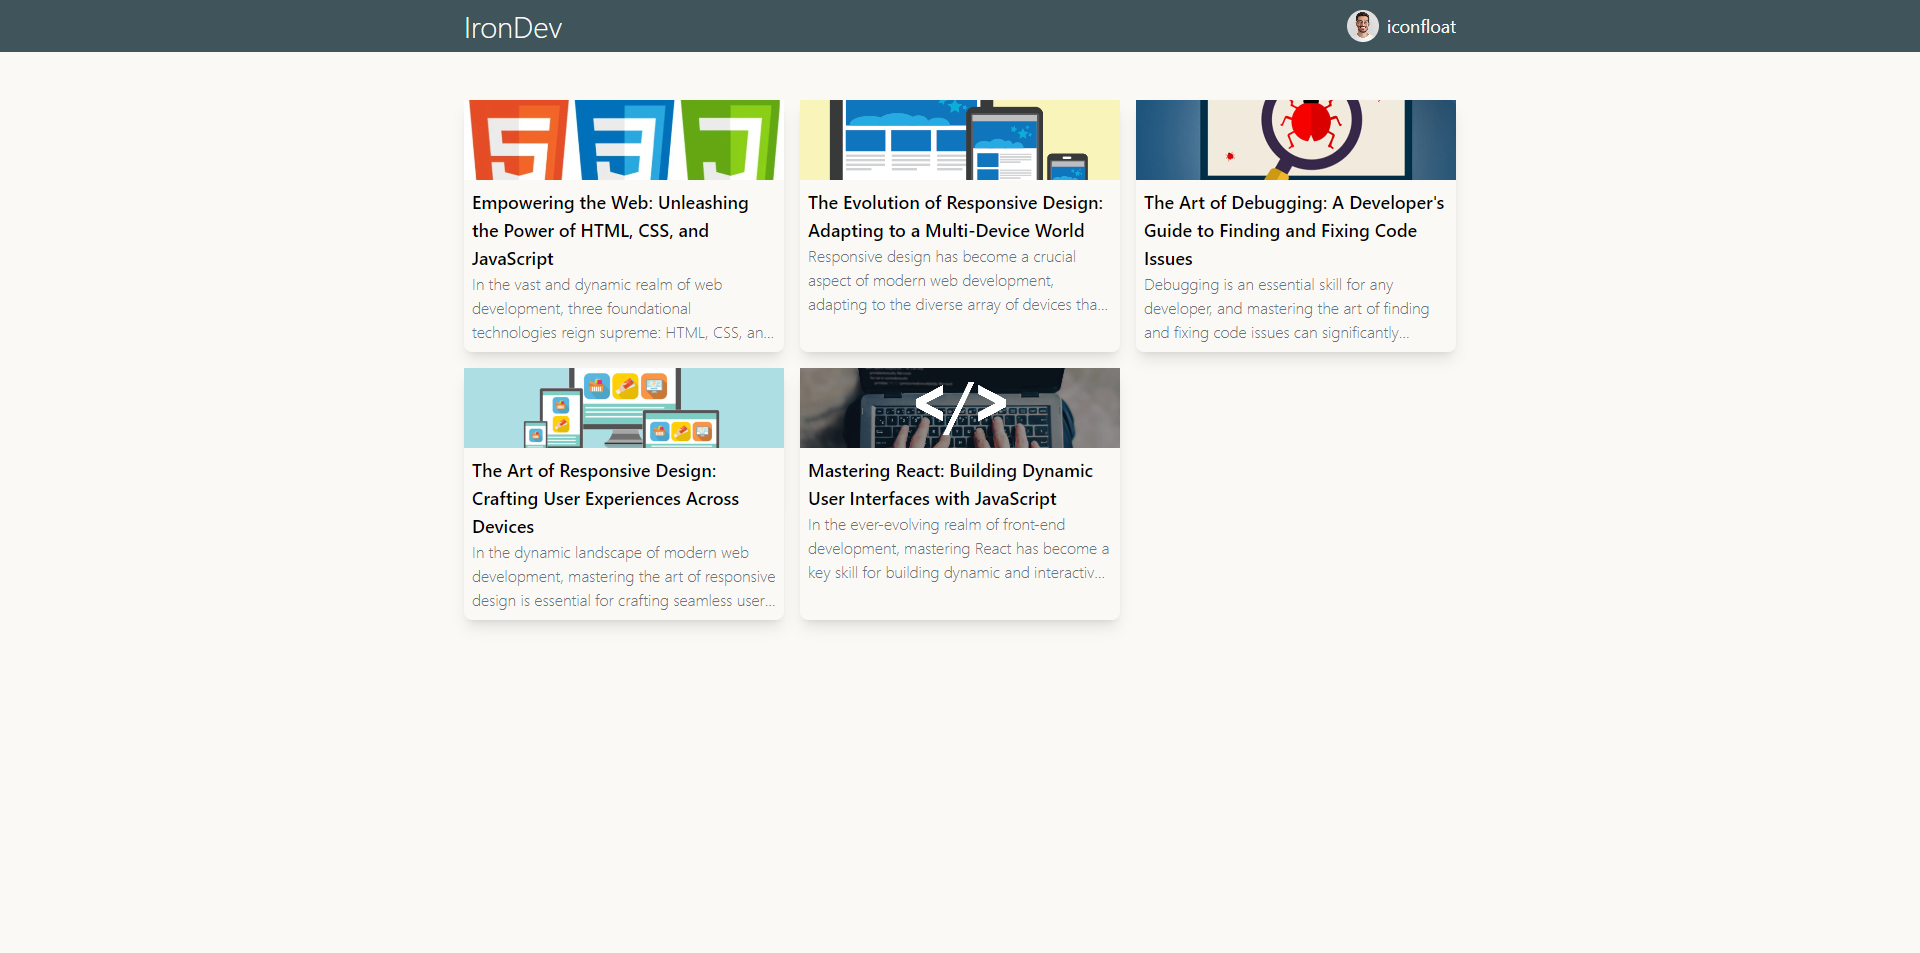 IronDev
iconfloat
Empowering the Web: Unleashing
the Power of HTML, CSS, and
JavaScript
In the vast and dynamic realm of web
development, three foundational
technologies reign supreme: HTML, CSS, an...
The Evolution of Responsive Design:
Adapting to a Multi-Device World
Responsive design has become a crucial
aspect of modern web development,
adapting to the diverse array of devices tha...
The Art of Debugging: A Developer's
Guide to Finding and Fixing Code
Issues
Debugging is an essential skill for any
developer, and mastering the art of finding
and fixing code issues can significantly...
</>
The Art of Responsive Design:
Crafting User Experiences Across
Devices
In the dynamic landscape of modern web
development, mastering the art of responsive
design is essential for crafting seamless user...
Mastering React: Building Dynamic
User Interfaces with JavaScript
In the ever-evolving realm of front-end
development, mastering React has become a
key skill for building dynamic and interactiv...